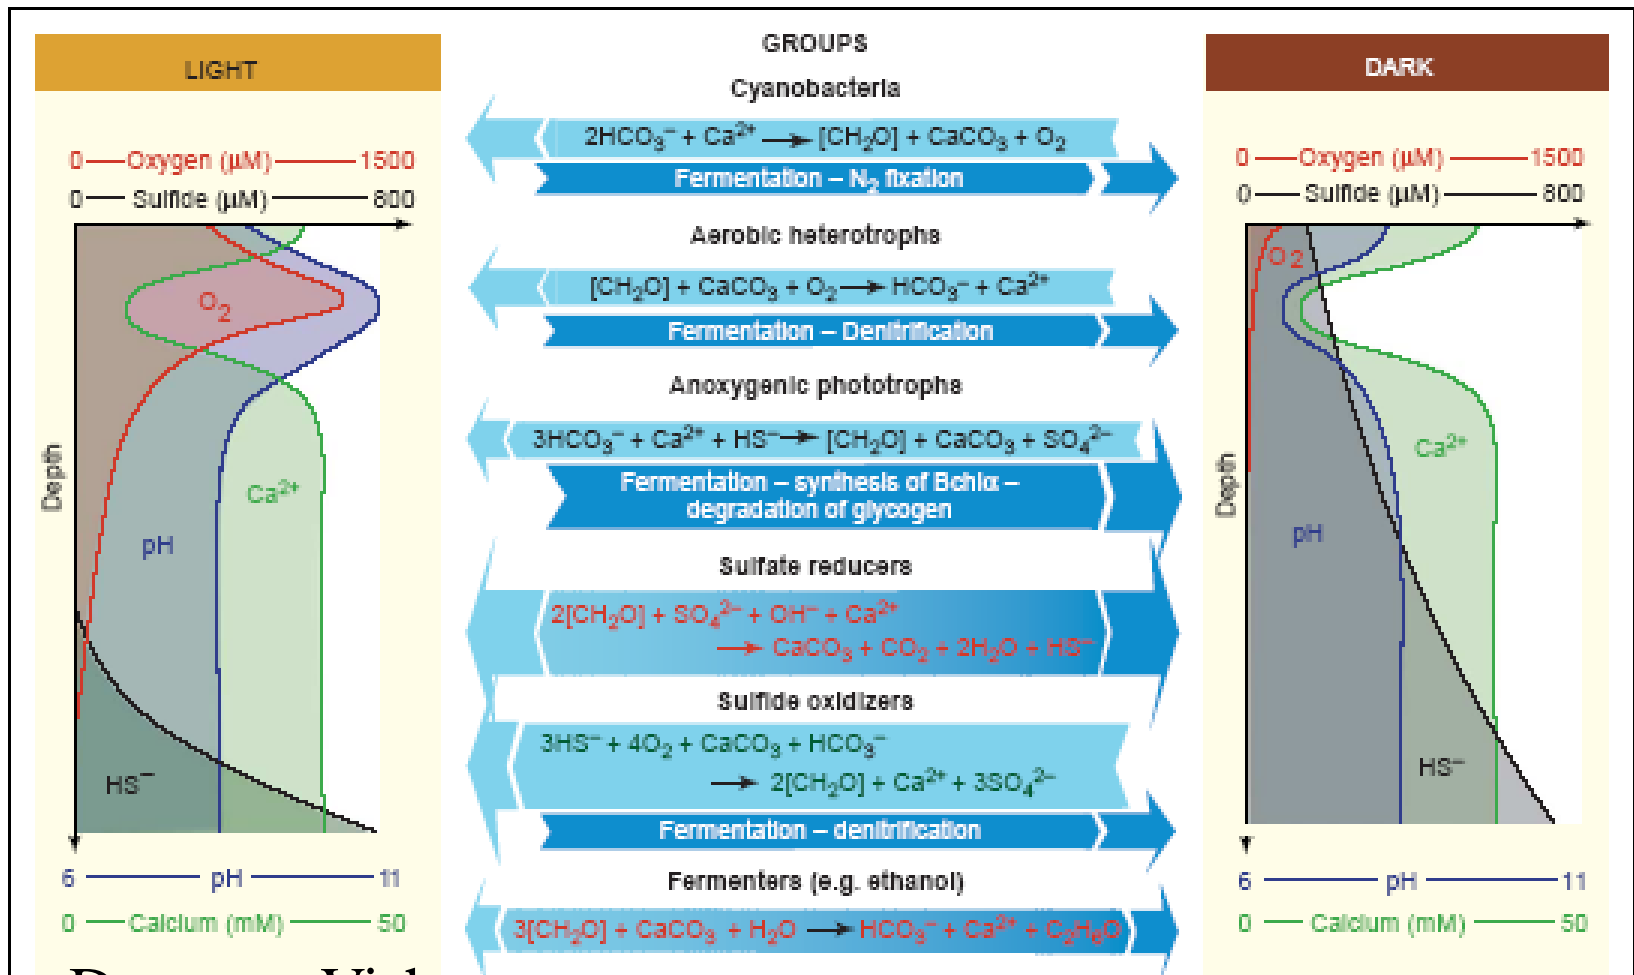 LIGHT
0 Oxygen (µM) 1500
0 Sulfide (µM) 800
O₂
Ca²⁺
pH
HS⁻
Depth
6 pH 11
0 Calcium (mM) 50
GROUPS
Cyanobacteria
2HCO₃⁻ + Ca²⁺ → [CH₂O] + CaCO₃ + O₂
Fermentation – N₂ fixation
Aerobic heterotrophs
[CH₂O] + CaCO₃ + O₂ → HCO₃⁻ + Ca²⁺
Fermentation – Denitrification
Anoxygenic phototrophs
3HCO₃⁻ + Ca²⁺ + HS⁻ → [CH₂O] + CaCO₃ + SO₄²⁻
Fermentation – synthesis of Bchlα –
degradation of glycogen
Sulfate reducers
2[CH₂O] + SO₄²⁻ + OH⁻ + Ca²⁺
→ CaCO₃ + CO₂ + 2H₂O + HS⁻
Sulfide oxidizers
3HS⁻ + 4O₂ + CaCO₃ + HCO₃⁻
→ 2[CH₂O] + Ca²⁺ + 3SO₄²⁻
Fermentation – denitrification
Fermenters (e.g. ethanol)
3[CH₂O] + CaCO₃ + H₂O → HCO₃⁻ + Ca²⁺ + C₂H₆O
DARK
0 Oxygen (µM) 1500
0 Sulfide (µM) 800
O₂
Ca²⁺
pH
HS⁻
Depth
6 pH 11
0 Calcium (mM) 50